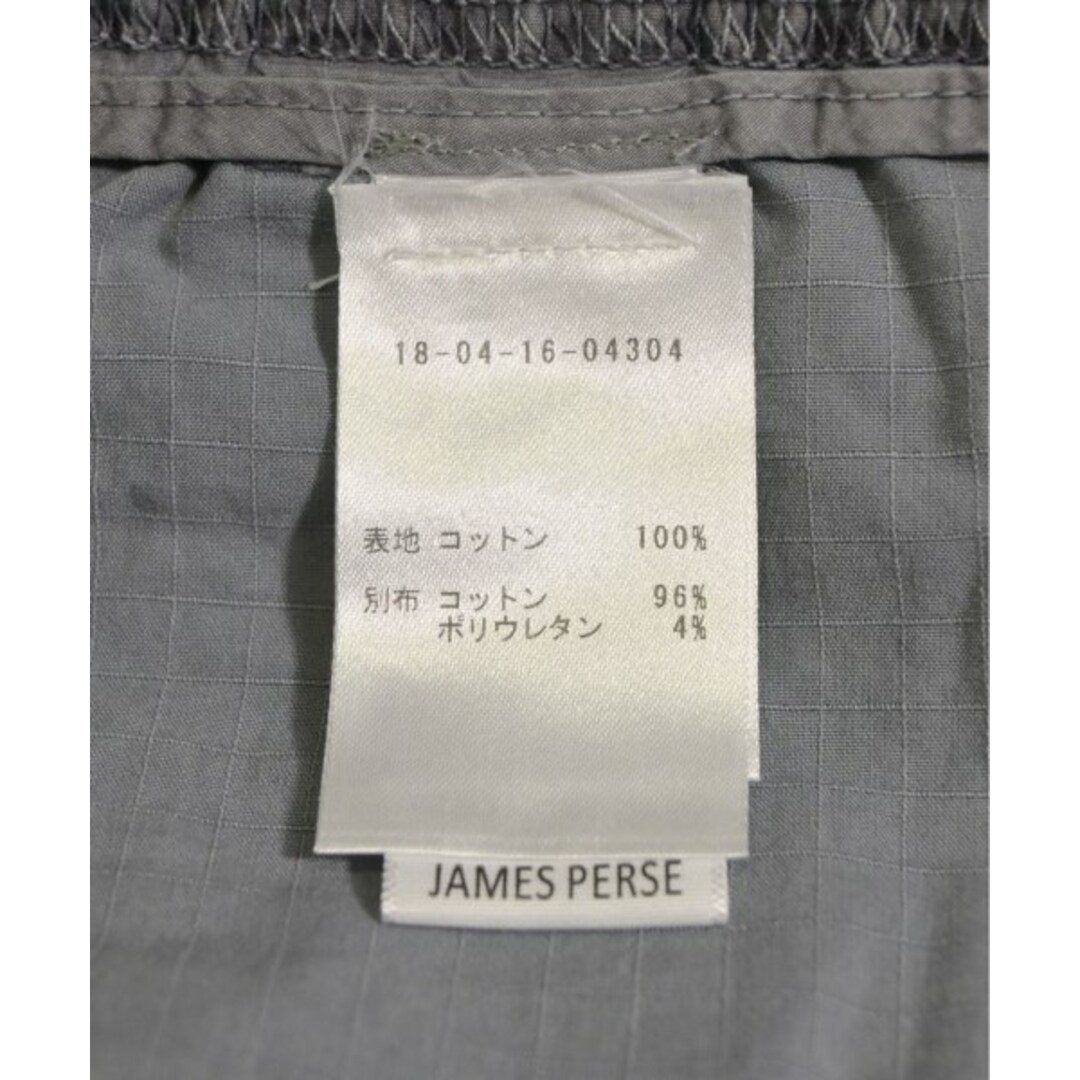 18-04-16-04304
表地 コットン 100%
別布 コットン 96%
ポリウレタン 4%
JAMES PERSE